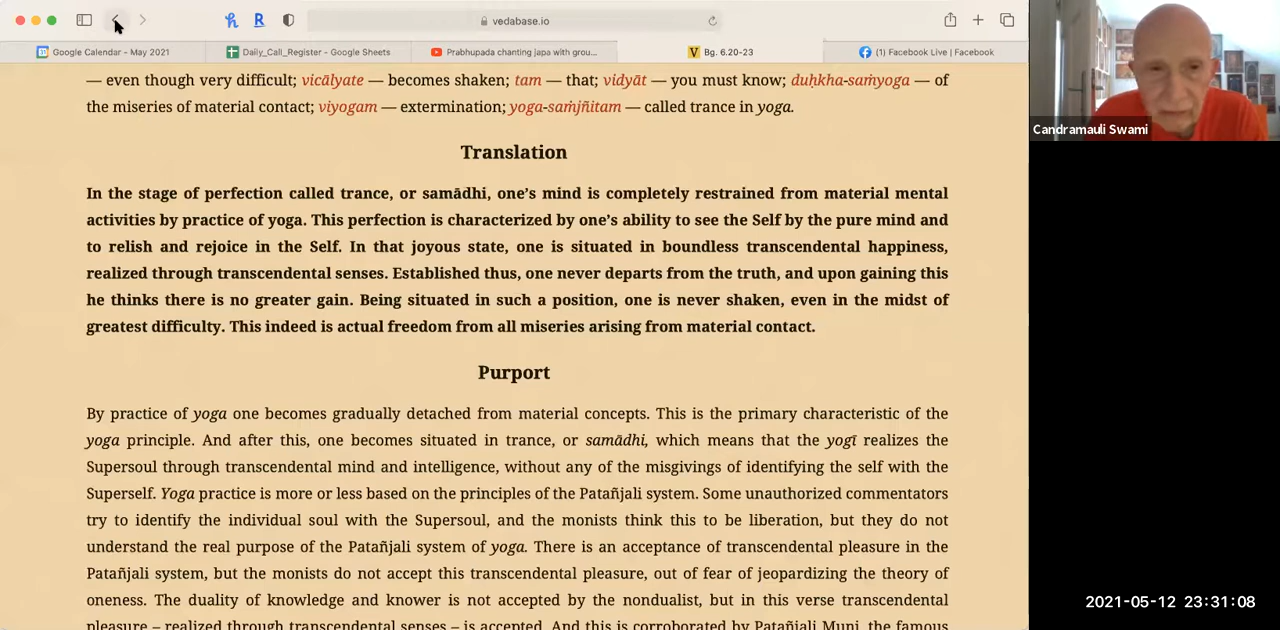 vedabase.io
Google Calendar – May 2021
Daily_Call_Register - Google Sheets
Prabhupada chanting japa with grou...
Bg. 6.20-23
(1) Facebook Live | Facebook
— even though very difficult; vicālyate — becomes shaken; tam — that; vidyāt — you must know; duḥkha-saṁyoga — of
the miseries of material contact; viyogam — extermination; yoga-saṁjñitam — called trance in yoga.
Translation
In the stage of perfection called trance, or samādhi, one’s mind is completely restrained from material mental
activities by practice of yoga. This perfection is characterized by one’s ability to see the Self by the pure mind and
to relish and rejoice in the Self. In that joyous state, one is situated in boundless transcendental happiness,
realized through transcendental senses. Established thus, one never departs from the truth, and upon gaining this
he thinks there is no greater gain. Being situated in such a position, one is never shaken, even in the midst of
greatest difficulty. This indeed is actual freedom from all miseries arising from material contact.
Purport
By practice of yoga one becomes gradually detached from material concepts. This is the primary characteristic of the
yoga principle. And after this, one becomes situated in trance, or samādhi, which means that the yogī realizes the
Supersoul through transcendental mind and intelligence, without any of the misgivings of identifying the self with the
Superself. Yoga practice is more or less based on the principles of the Patañjali system. Some unauthorized commentators
try to identify the individual soul with the Supersoul, and the monists think this to be liberation, but they do not
understand the real purpose of the Patañjali system of yoga. There is an acceptance of transcendental pleasure in the
Patañjali system, but the monists do not accept this transcendental pleasure, out of fear of jeopardizing the theory of
oneness. The duality of knowledge and knower is not accepted by the nondualist, but in this verse transcendental
pleasure – realized through transcendental senses – is accepted. And this is corroborated by Patañjali Muni, the famous
Candramauli Swami
2021-05-12 23:31:08